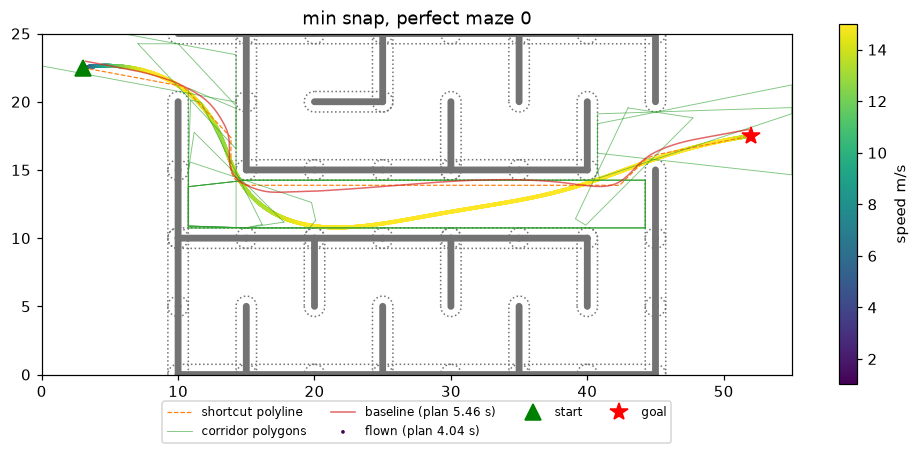 min snap, perfect maze 0
25
20
15
10
5
0
0
10
20
30
40
50
14
12
10
8
6
4
2
speed m/s
shortcut polyline
baseline (plan 5.46 s)
start
goal
corridor polygons
flown (plan 4.04 s)